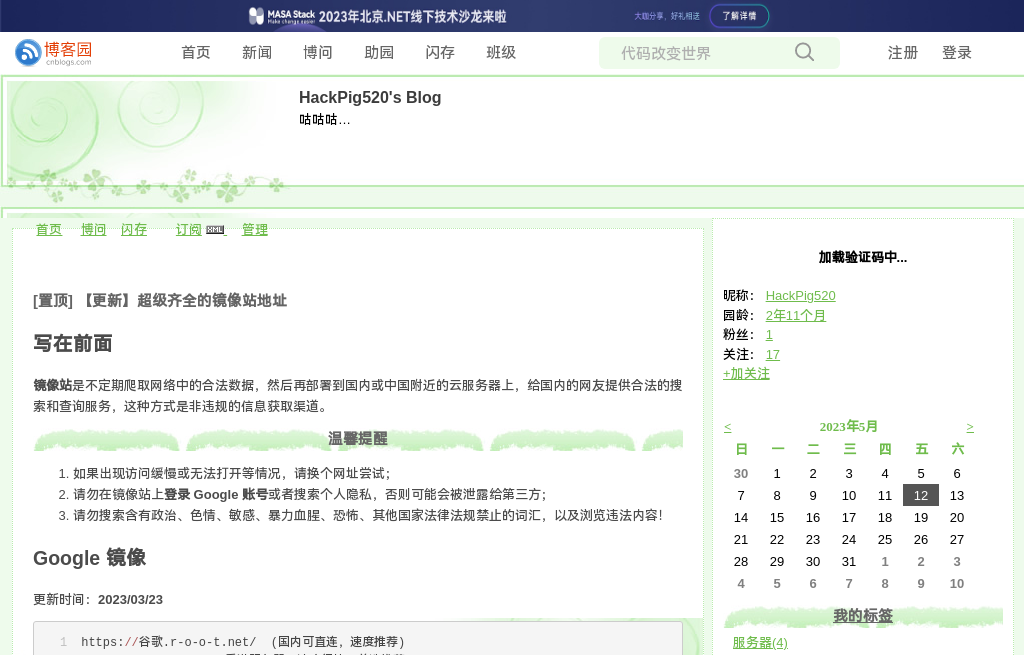 MASA Stack Make change easier 2023年北京.NET线下技术沙龙来啦 大咖分享，好礼相送 了解详情
博客园 cnblogs.com 首页 新闻 博问 助园 闪存 班级 代码改变世界 注册 登录
HackPig520's Blog
咕咕咕…
首页 博问 闪存 订阅 XML 管理
[置顶] 【更新】超级齐全的镜像站地址
写在前面
镜像站是不定期爬取网络中的合法数据，然后再部署到国内或中国附近的云服务器上，给国内的网友提供合法的搜
索和查询服务，这种方式是非违规的信息获取渠道。
温馨提醒
1. 如果出现访问缓慢或无法打开等情况，请换个网址尝试；
2. 请勿在镜像站上登录 Google 账号或者搜索个人隐私，否则可能会被泄露给第三方；
3. 请勿搜索含有政治、色情、敏感、暴力血腥、恐怖、其他国家法律法规禁止的词汇，以及浏览违法内容！
Google 镜像
更新时间：2023/03/23
1 https://谷歌.r-o-o-t.net/ (国内可直连，速度推荐)
加载验证码中...
昵称： HackPig520
园龄： 2年11个月
粉丝： 1
关注： 17
+加关注
< 2023年5月 >
日 一 二 三 四 五 六
30 1 2 3 4 5 6
7 8 9 10 11 12 13
14 15 16 17 18 19 20
21 22 23 24 25 26 27
28 29 30 31 1 2 3
4 5 6 7 8 9 10
我的标签
服务器(4)